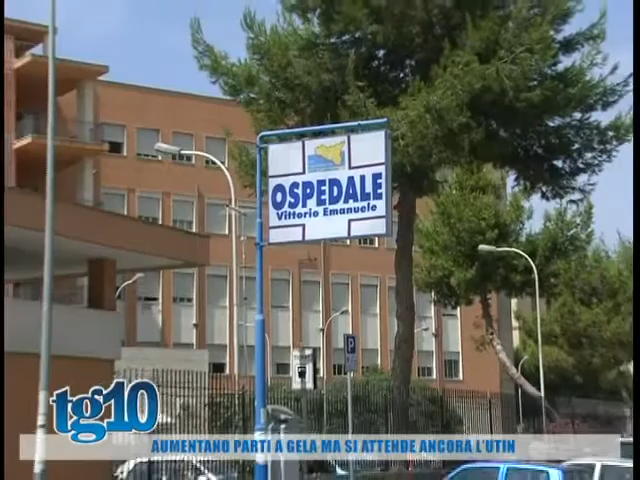 OSPEDALE
Vittorio Emanuele
P
tg10
AUMENTANO PARTI A GELA MA SI ATTENDE ANCORA L'UTIN